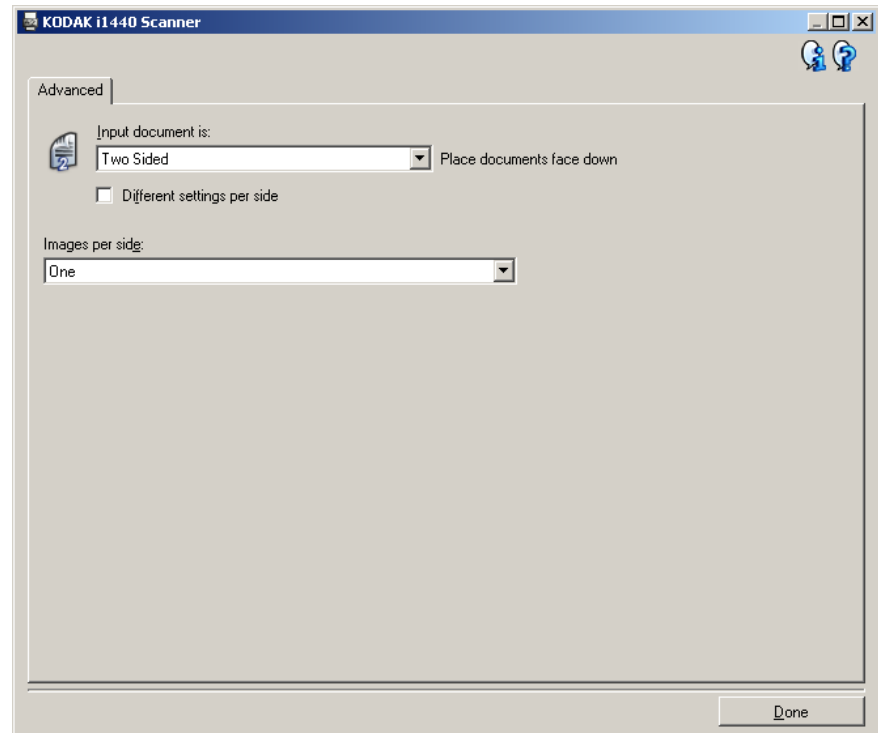 KODAK i1440 Scanner
Advanced
Input document is:
2
Two Sided Place documents face down
Different settings per side
Images per side:
One
Done